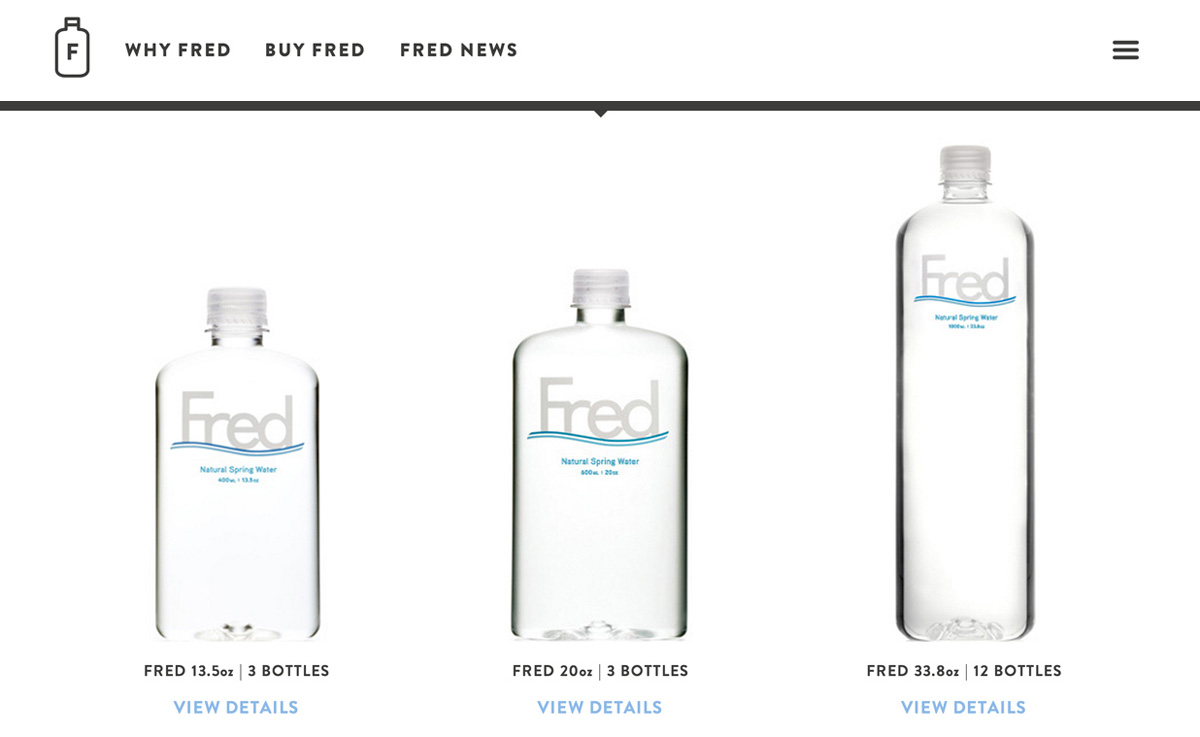 F
WHY FRED
BUY FRED
FRED NEWS
Fred
Natural Spring Water
400ML | 13.5oz
Fred
Natural Spring Water
600ML | 20oz
Fred
Natural Spring Water
1000ML | 33.8oz
FRED 13.5oz | 3 BOTTLES
FRED 20oz | 3 BOTTLES
FRED 33.8oz | 12 BOTTLES
VIEW DETAILS
VIEW DETAILS
VIEW DETAILS